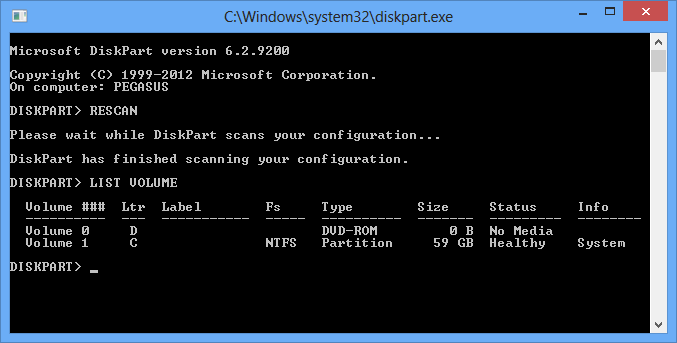 C:\Windows\system32\diskpart.exe
Microsoft DiskPart version 6.2.9200
Copyright (C) 1999-2012 Microsoft Corporation.
On computer: PEGASUS
DISKPART> RESCAN
Please wait while DiskPart scans your configuration...
DiskPart has finished scanning your configuration.
DISKPART> LIST VOLUME
  Volume ###  Ltr  Label        Fs     Type        Size     Status     Info
  ----------  ---  -----------  -----  ----------  -------  ---------  --------
  Volume 0     D                       DVD-ROM         0 B  No Media
  Volume 1     C                NTFS   Partition     59 GB  Healthy    System
DISKPART> _